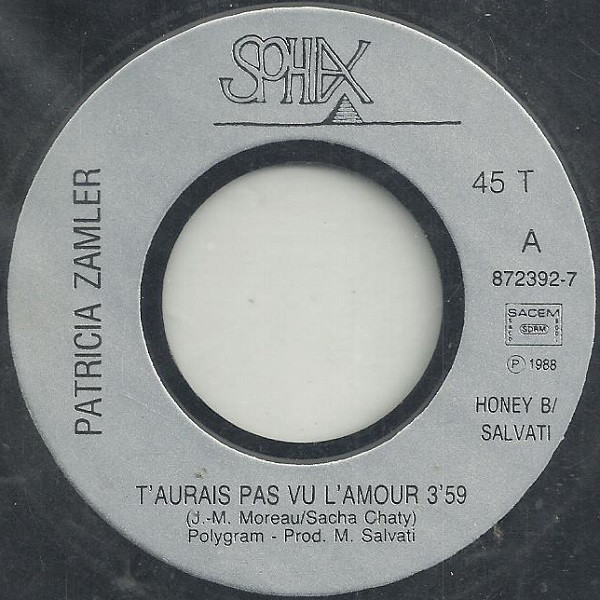 SPHINX
45 T
A
872392-7
SACEM
SDRM
Ⓟ 1988
HONEY B/
SALVATI
PATRICIA ZAMLER
T'AURAIS PAS VU L'AMOUR 3'59
(J.-M. Moreau/Sacha Chaty)
Polygram - Prod. M. Salvati